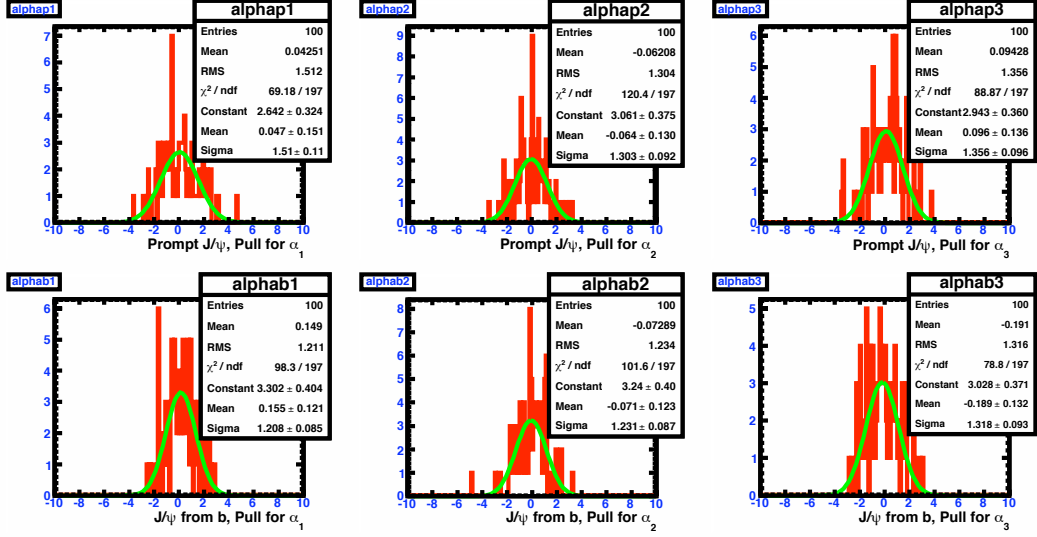 alphap1
alphap1
Entries 100
Mean 0.04251
RMS 1.512
χ² / ndf 69.18 / 197
Constant 2.642 ± 0.324
Mean 0.047 ± 0.151
Sigma 1.51 ± 0.11
7
6
5
4
3
2
1
0
-10 -8 -6 -4 -2 0 2 4 6 8 10
Prompt J/ψ, Pull for α₁
alphap2
alphap2
Entries 100
Mean -0.06208
RMS 1.304
χ² / ndf 120.4 / 197
Constant 3.061 ± 0.375
Mean -0.064 ± 0.130
Sigma 1.303 ± 0.092
9
8
7
6
5
4
3
2
1
0
-10 -8 -6 -4 -2 0 2 4 6 8 10
Prompt J/ψ, Pull for α₂
alphap3
alphap3
Entries 100
Mean 0.09428
RMS 1.356
χ² / ndf 88.87 / 197
Constant 2.943 ± 0.360
Mean 0.096 ± 0.136
Sigma 1.356 ± 0.096
6
5
4
3
2
1
0
-10 -8 -6 -4 -2 0 2 4 6 8 10
Prompt J/ψ, Pull for α₃
alphab1
alphab1
Entries 100
Mean 0.149
RMS 1.211
χ² / ndf 98.3 / 197
Constant 3.302 ± 0.404
Mean 0.155 ± 0.121
Sigma 1.208 ± 0.085
6
5
4
3
2
1
0
-10 -8 -6 -4 -2 0 2 4 6 8 10
J/ψ from b, Pull for α₁
alphab2
alphab2
Entries 100
Mean -0.07289
RMS 1.234
χ² / ndf 101.6 / 197
Constant 3.24 ± 0.40
Mean -0.071 ± 0.123
Sigma 1.231 ± 0.087
8
7
6
5
4
3
2
1
0
-10 -8 -6 -4 -2 0 2 4 6 8 10
J/ψ from b, Pull for α₂
alphab3
alphab3
Entries 100
Mean -0.191
RMS 1.316
χ² / ndf 78.8 / 197
Constant 3.028 ± 0.371
Mean -0.189 ± 0.132
Sigma 1.318 ± 0.093
5
4
3
2
1
0
-10 -8 -6 -4 -2 0 2 4 6 8 10
J/ψ from b, Pull for α₃